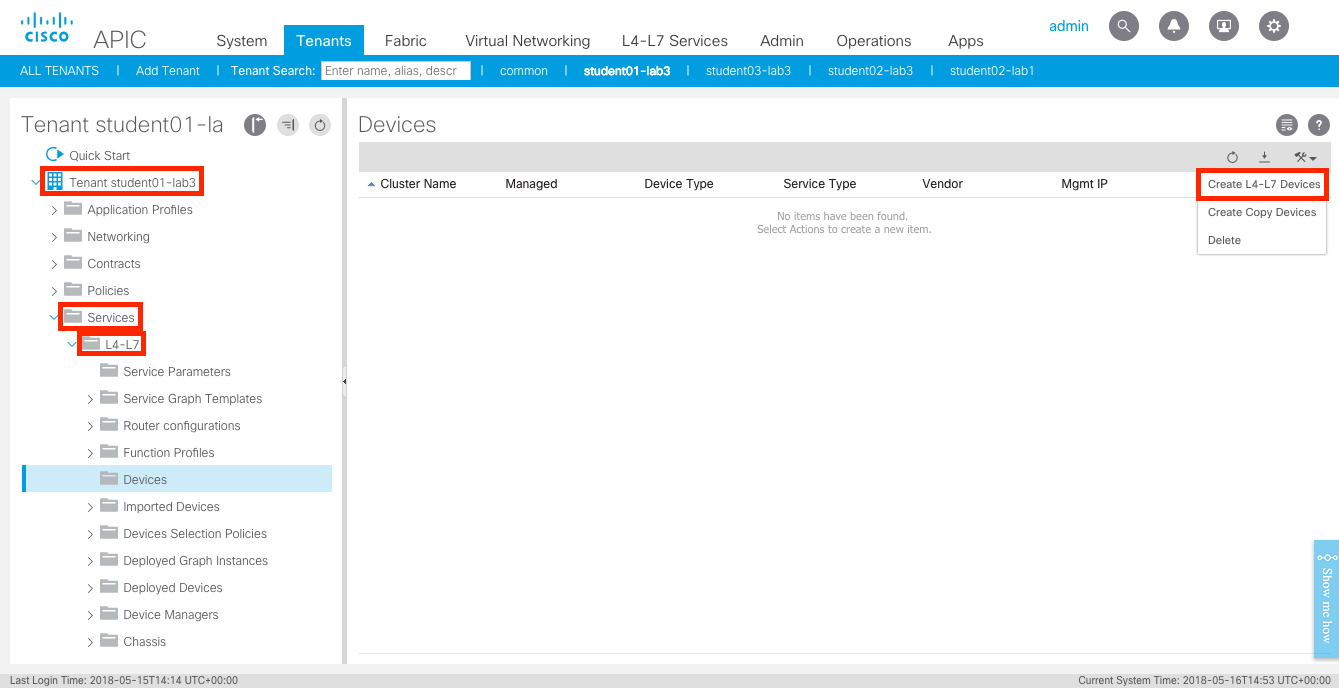 cisco
APIC
System
Tenants
Fabric
Virtual Networking
L4-L7 Services
Admin
Operations
Apps
admin
ALL TENANTS | Add Tenant | Tenant Search: Enter name, alias, descr | common | student01-lab3 | student03-lab3 | student02-lab3 | student02-lab1
Tenant student01-la
Quick Start
Tenant student01-lab3
Application Profiles
Networking
Contracts
Policies
Services
L4-L7
Service Parameters
Service Graph Templates
Router configurations
Function Profiles
Devices
Imported Devices
Devices Selection Policies
Deployed Graph Instances
Deployed Devices
Device Managers
Chassis
Devices
?
Cluster Name
Managed
Device Type
Service Type
Vendor
Mgmt IP
Create L4-L7 Devices
Create Copy Devices
Delete
No items have been found.
Select Actions to create a new item.
Show me how
Last Login Time: 2018-05-15T14:14 UTC+00:00
Current System Time: 2018-05-16T14:53 UTC+00:00